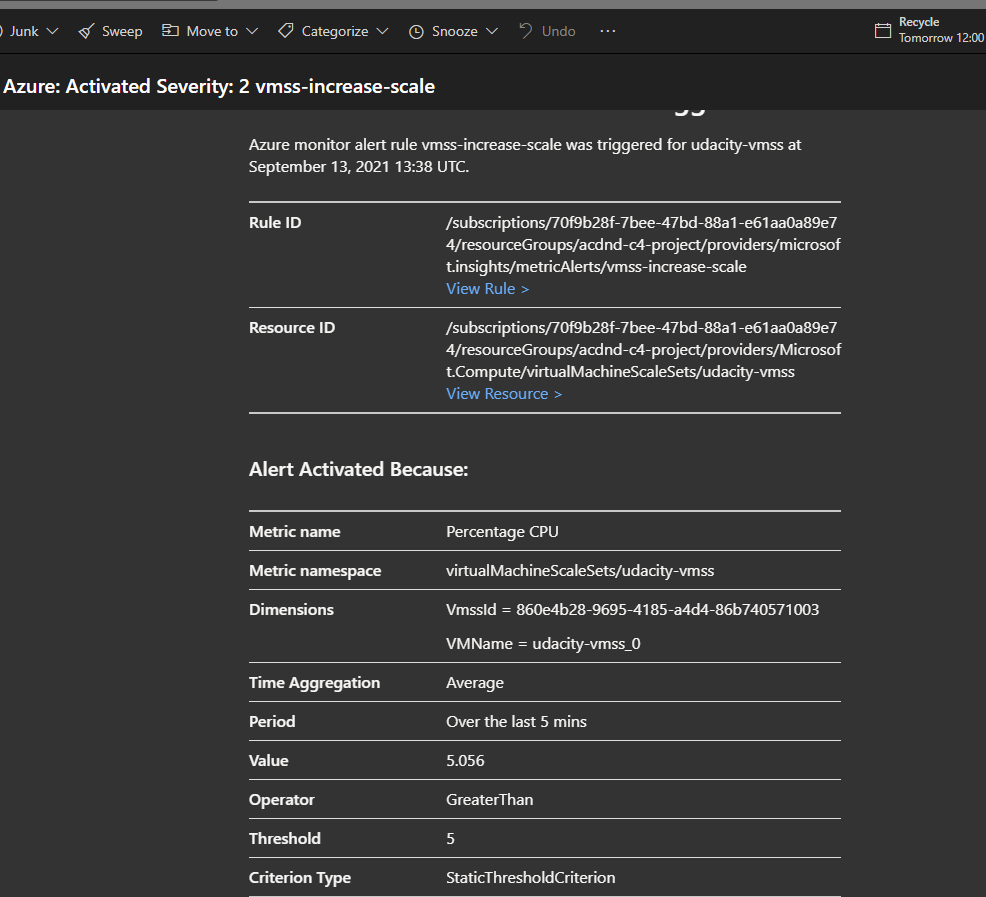 Junk Sweep Move to Categorize Snooze Undo ...
Recycle
Tomorrow 12:00
Azure: Activated Severity: 2 vmss-increase-scale
Azure monitor alert rule vmss-increase-scale was triggered for udacity-vmss at
September 13, 2021 13:38 UTC.
Rule ID /subscriptions/70f9b28f-7bee-47bd-88a1-e61aa0a89e7
4/resourceGroups/acdnd-c4-project/providers/microsof
t.insights/metricAlerts/vmss-increase-scale
View Rule >
Resource ID /subscriptions/70f9b28f-7bee-47bd-88a1-e61aa0a89e7
4/resourceGroups/acdnd-c4-project/providers/Microsof
t.Compute/virtualMachineScaleSets/udacity-vmss
View Resource >
Alert Activated Because:
Metric name Percentage CPU
Metric namespace virtualMachineScaleSets/udacity-vmss
Dimensions VmssId = 860e4b28-9695-4185-a4d4-86b740571003
VMName = udacity-vmss_0
Time Aggregation Average
Period Over the last 5 mins
Value 5.056
Operator GreaterThan
Threshold 5
Criterion Type StaticThresholdCriterion